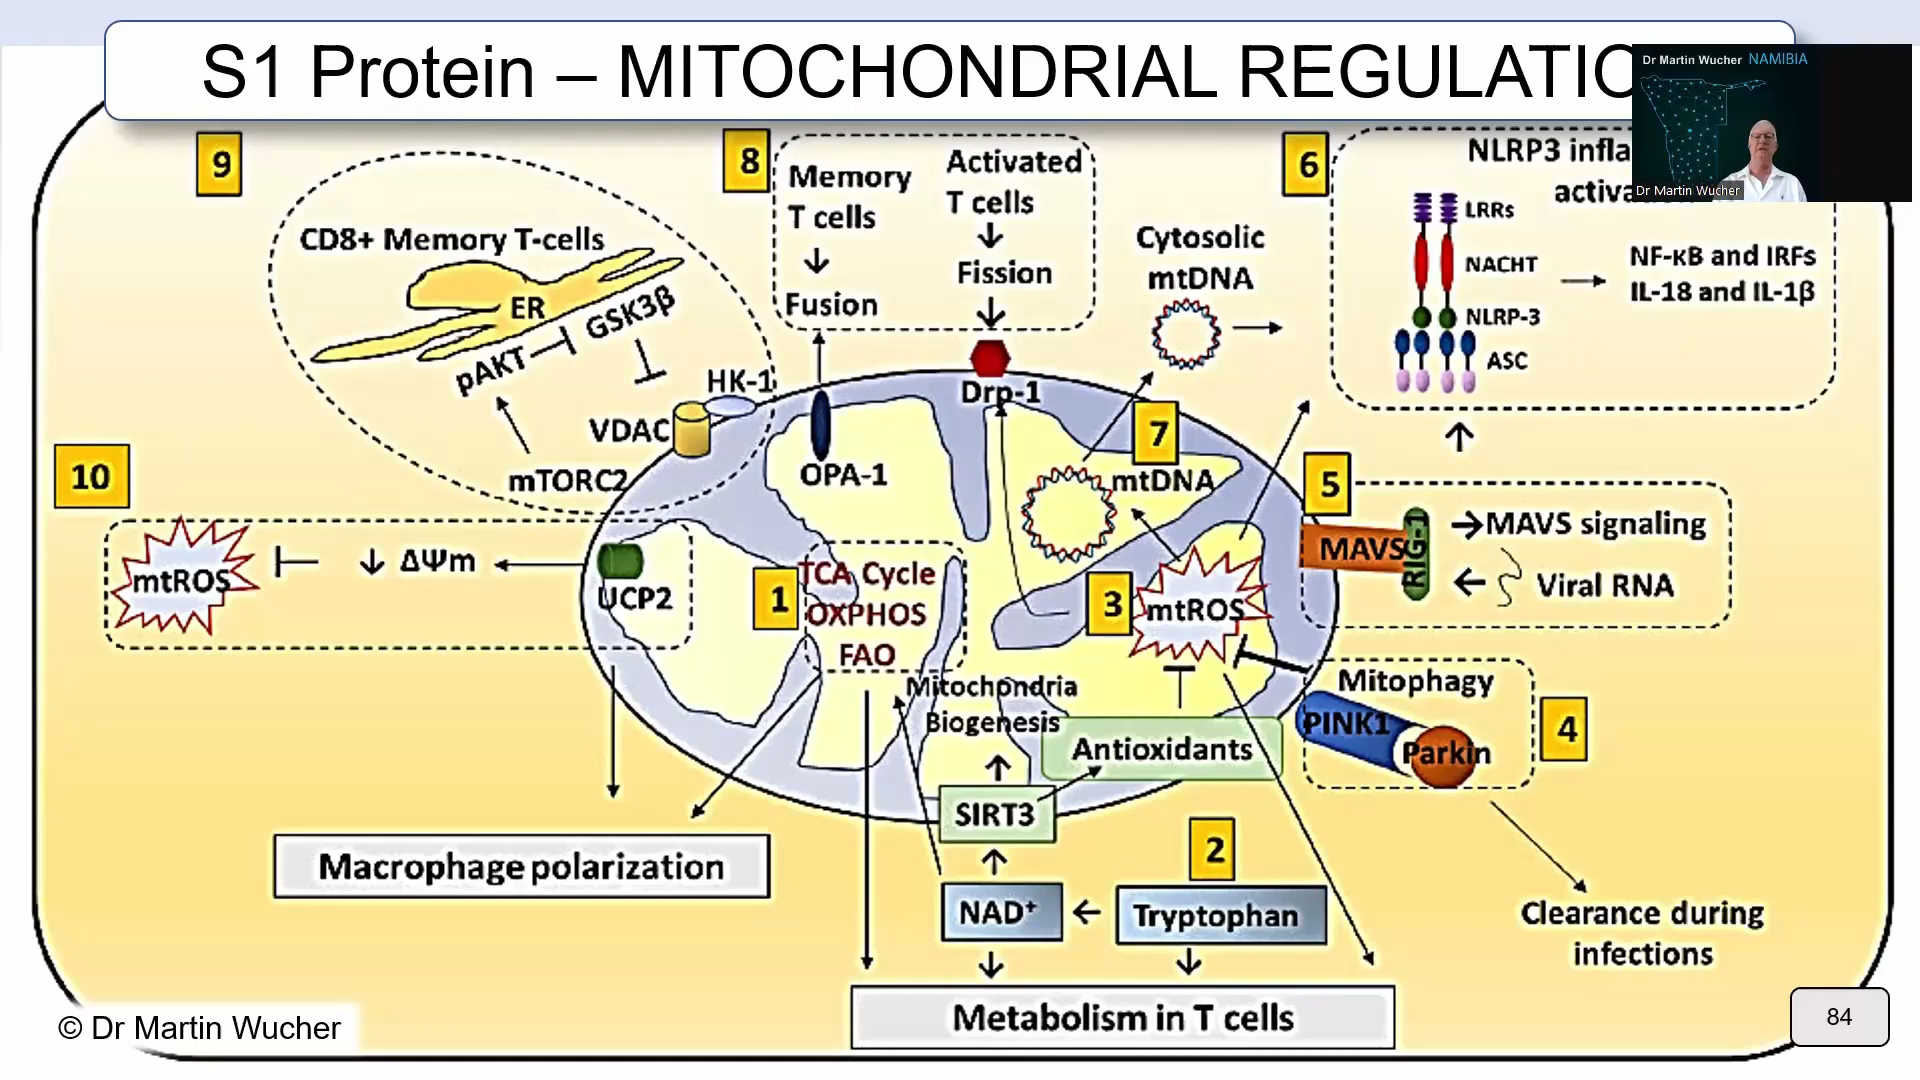 S1 Protein – MITOCHONDRIAL REGULATIO
Dr Martin Wucher NAMIBIA
Dr Martin Wucher
9
CD8+ Memory T-cells
ER
pAKT
GSK3β
mTORC2
HK-1
VDAC
8
Memory
T cells
Fusion
Activated
T cells
Fission
Drp-1
OPA-1
Cytosolic
mtDNA
6
NLRP3 infla
activa
LRRs
NACHT
NLRP-3
ASC
NF-κB and IRFs
IL-18 and IL-1β
7
mtDNA
5
MAVS
RIG-1
MAVS signaling
Viral RNA
10
mtROS
↓ ΔΨm
UCP2
1
TCA Cycle
OXPHOS
FAO
3
mtROS
Mitochondria
Biogenesis
Antioxidants
SIRT3
Mitophagy
PINK1
Parkin
4
Clearance during
infections
2
NAD+
Tryptophan
Macrophage polarization
Metabolism in T cells
© Dr Martin Wucher
84